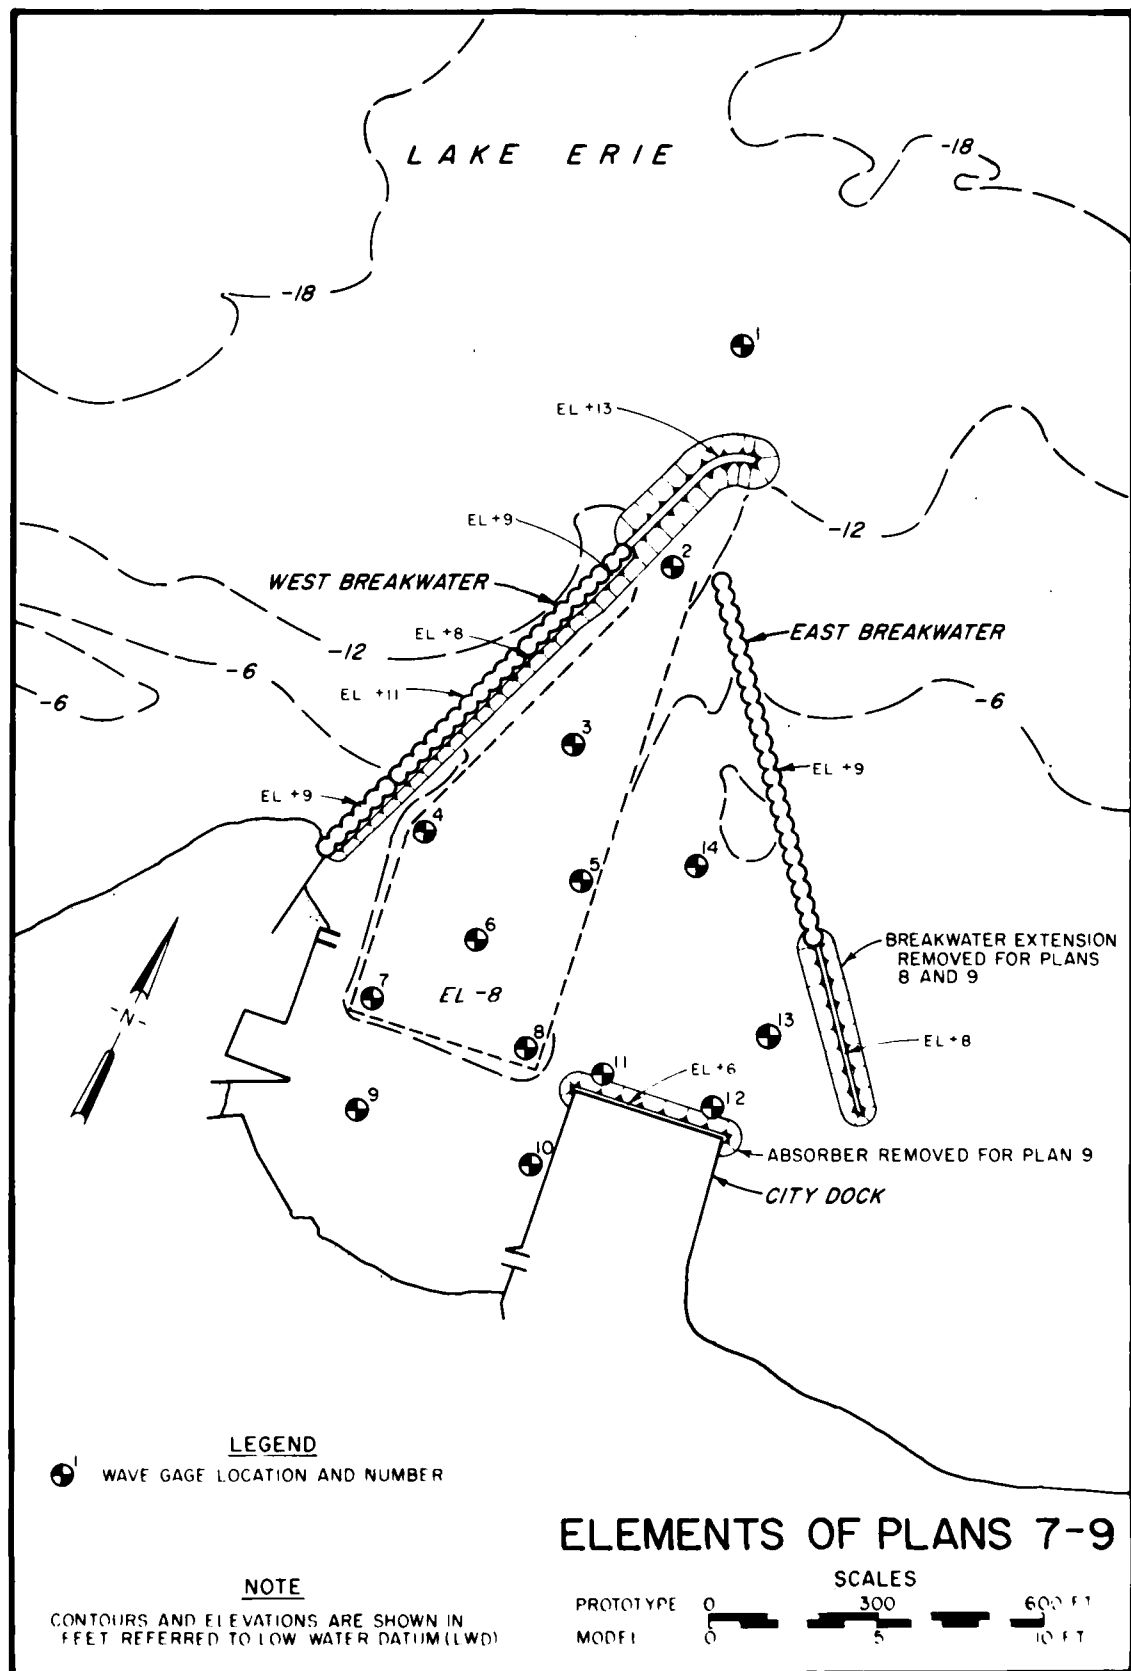 -18
LAKE ERIE
-18
1
EL +13
EL +9
-12
2
WEST BREAKWATER
EAST BREAKWATER
EL +8
-12
-6
EL +11
-6
-6
3
EL +9
EL +9
4
14
5
6
BREAKWATER EXTENSION
REMOVED FOR PLANS
8 AND 9
7
EL -8
-N-
13
8
EL +8
11
EL +6
9
12
10
ABSORBER REMOVED FOR PLAN 9
CITY DOCK
LEGEND
1
WAVE GAGE LOCATION AND NUMBER
ELEMENTS OF PLANS 7-9
NOTE
CONTOURS AND ELEVATIONS ARE SHOWN IN
FEET REFERRED TO LOW WATER DATUM (LWD)
SCALES
PROTOTYPE 0 300 600 FT
MODEL 0 5 10 FT